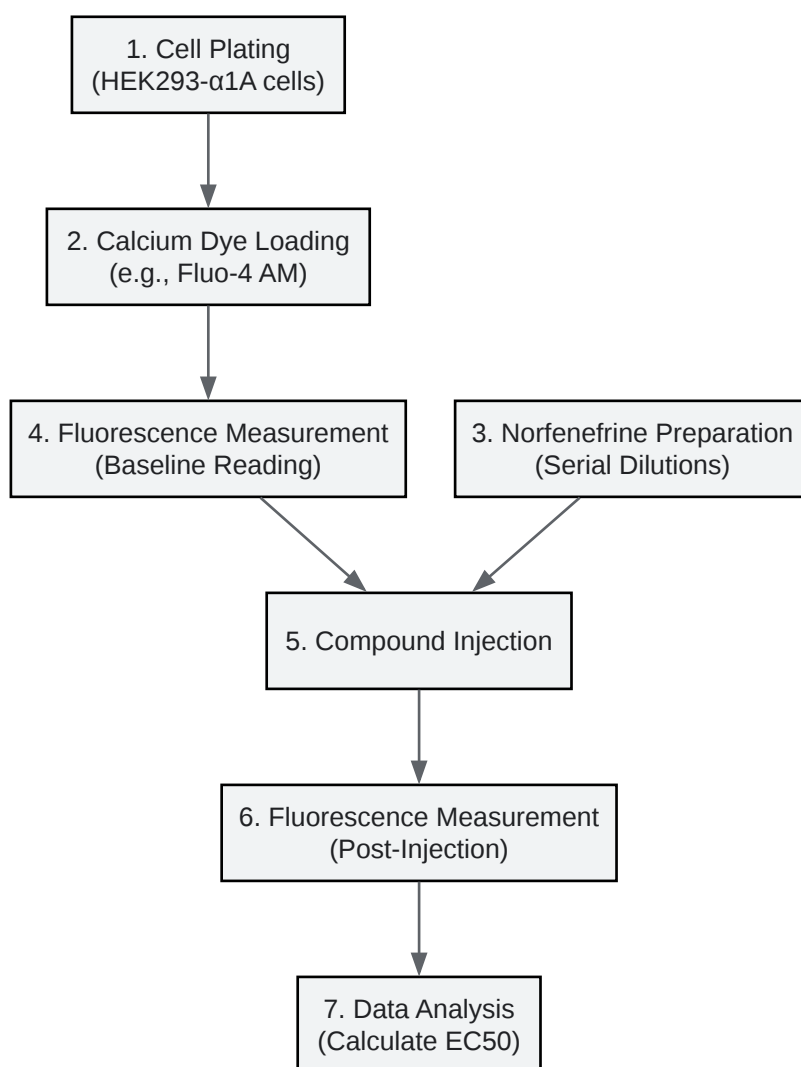 1. Cell Plating
(HEK293-α1A cells)
2. Calcium Dye Loading
(e.g., Fluo-4 AM)
4. Fluorescence Measurement
(Baseline Reading)
3. Norfenefrine Preparation
(Serial Dilutions)
5. Compound Injection
6. Fluorescence Measurement
(Post-Injection)
7. Data Analysis
(Calculate EC50)